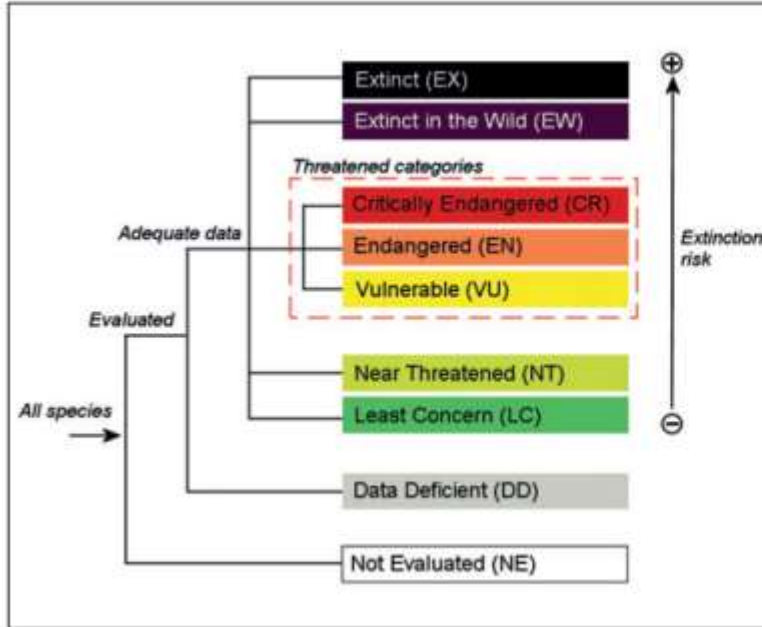 Extinct (EX)
Extinct in the Wild (EW)
Threatened categories
Critically Endangered (CR)
Adequate data
Endangered (EN)
Extinction
risk
Vulnerable (VU)
Evaluated
Near Threatened (NT)
All species
Least Concern (LC)
Data Deficient (DD)
Not Evaluated (NE)